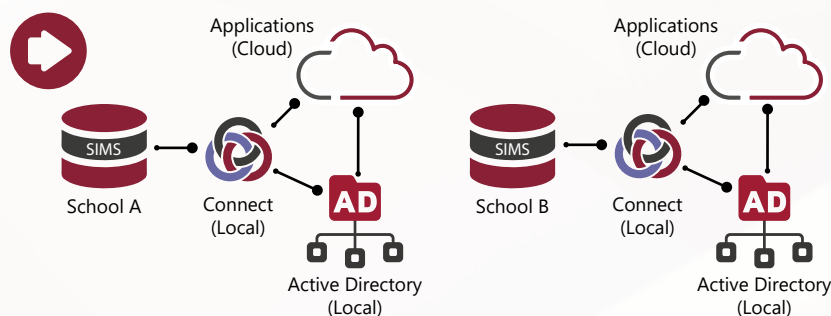 Applications
(Cloud)
SIMS
School A
Connect
(Local)
AD
Active Directory
(Local)
Applications
(Cloud)
SIMS
School B
Connect
(Local)
AD
Active Directory
(Local)